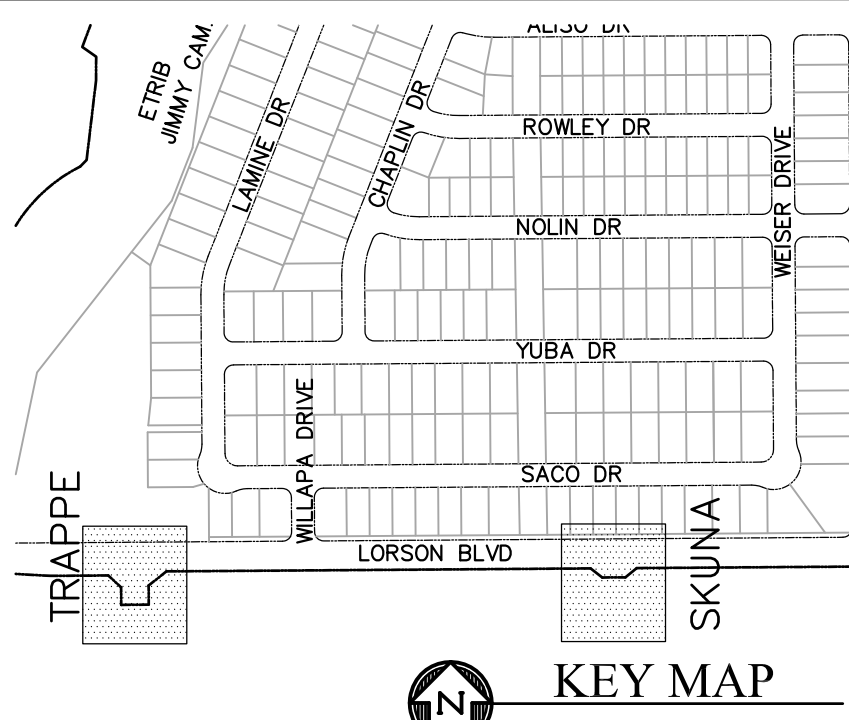 ALISO DR
ETRIB
JIMMY CAM.
LAMINE DR
CHAPLIN DR
ROWLEY DR
WEISER DRIVE
NOLIN DR
YUBA DR
WILLAPA DRIVE
SACO DR
TRAPPE
SKUNA
LORSON BLVD
KEY MAP
N